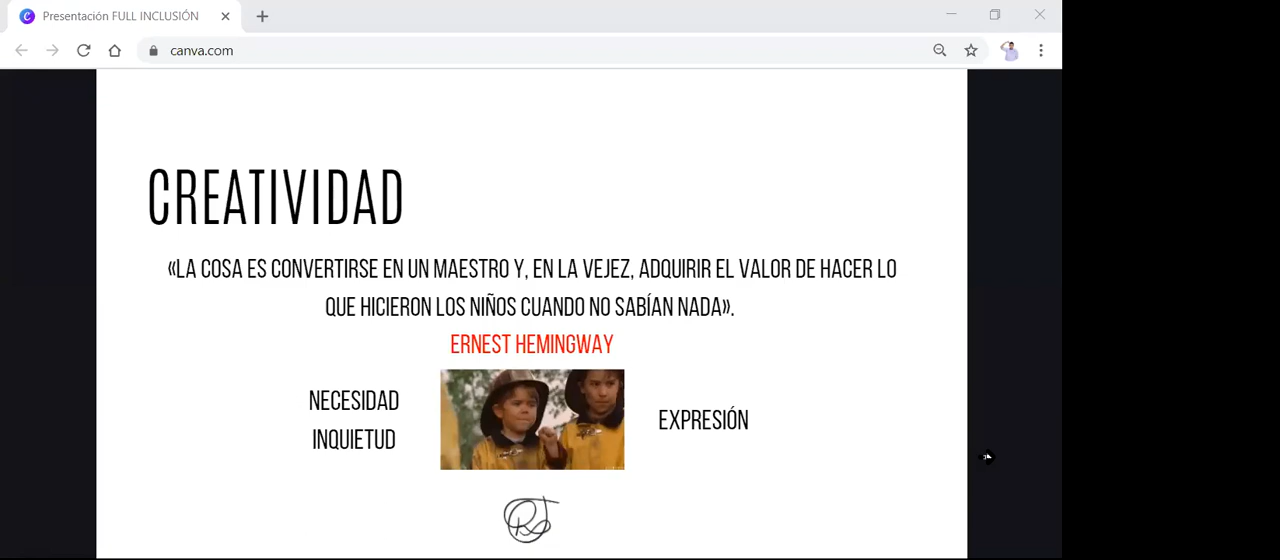 Presentación FULL INCLUSIÓN
canva.com
CREATIVIDAD
«LA COSA ES CONVERTIRSE EN UN MAESTRO Y, EN LA VEJEZ, ADQUIRIR EL VALOR DE HACER LO
QUE HICIERON LOS NIÑOS CUANDO NO SABÍAN NADA».
ERNEST HEMINGWAY
NECESIDAD
INQUIETUD
EXPRESIÓN